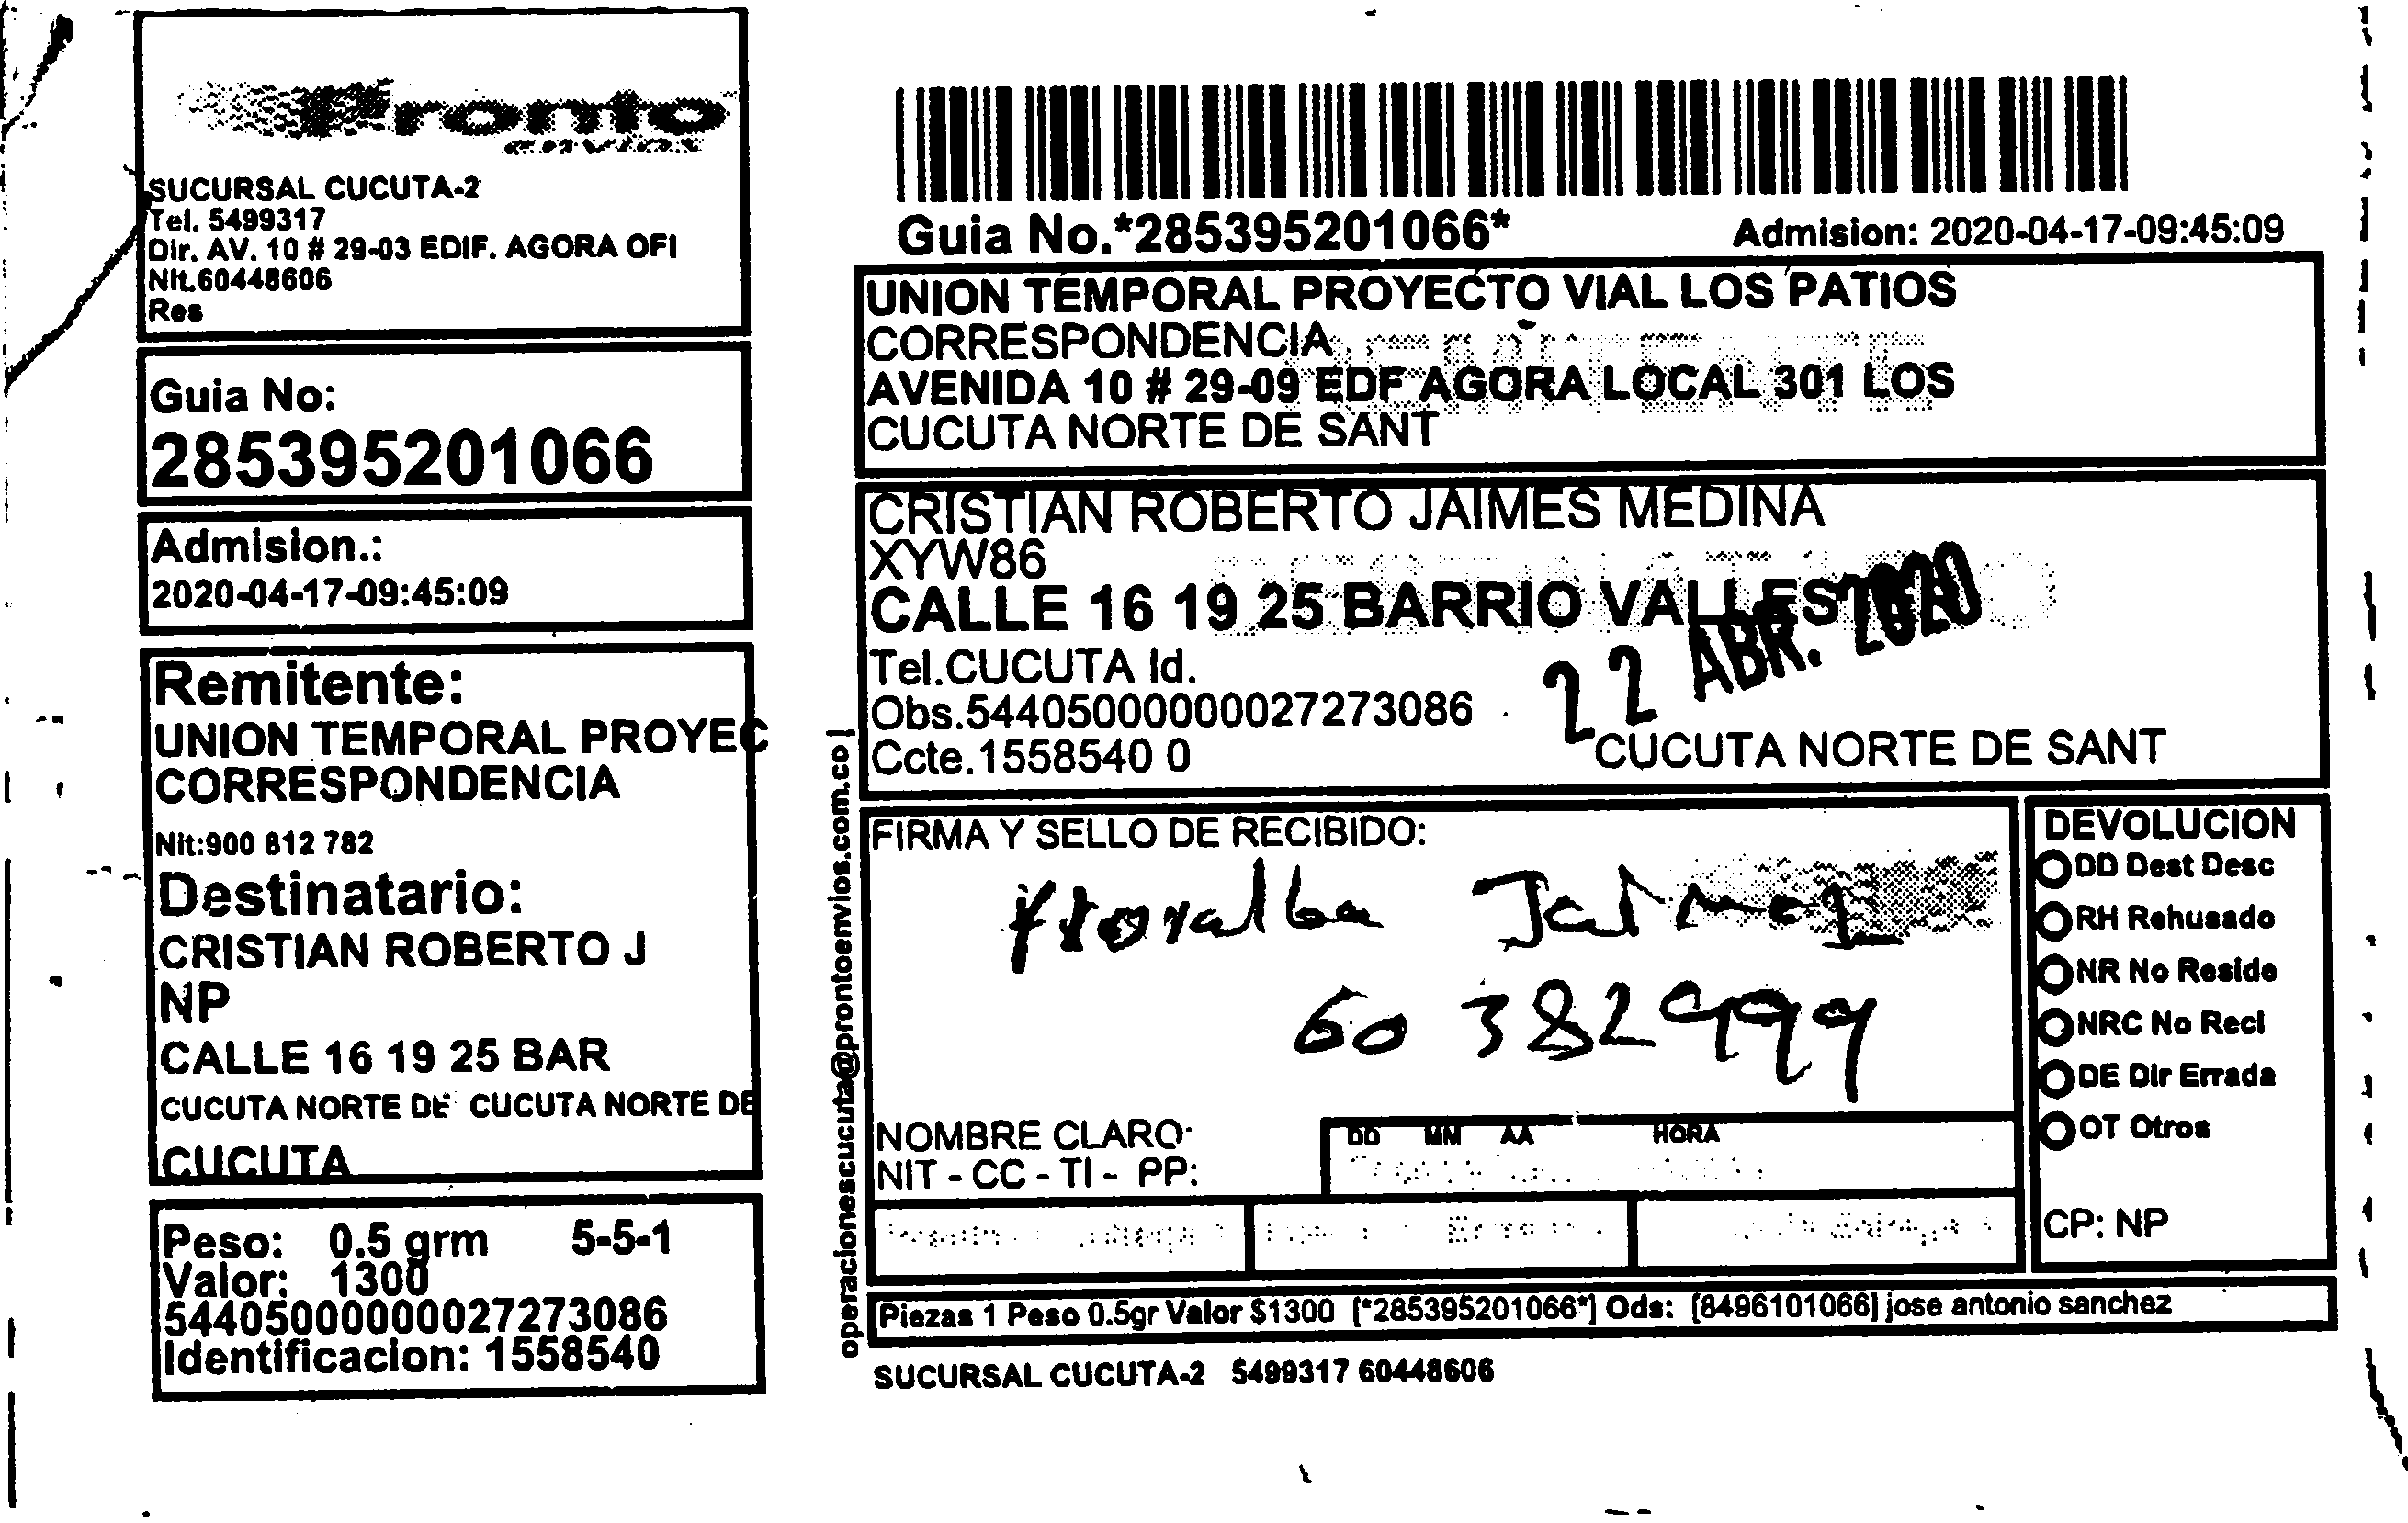 Pronto
envios
SUCURSAL CUCUTA-2
Tel. 5499317
Dir. AV. 10 # 29-03 EDIF. AGORA OFI
Nit.60448606
Res
Guia No:
285395201066
Admision.:
2020-04-17-09:45:09
Remitente:
UNION TEMPORAL PROYEC
CORRESPONDENCIA
Nit:900 812 782
Destinatario:
CRISTIAN ROBERTO J
NP
CALLE 16 19 25 BAR
CUCUTA NORTE DE CUCUTA NORTE DE
CUCUTA
Peso: 0.5 grm 5-5-1
Valor: 1300
544050000000027273086
Identificacion: 1558540
operacionescucuta@prontoenvios.com.co
Guia No.*285395201066*
Admision: 2020-04-17-09:45:09
UNION TEMPORAL PROYECTO VIAL LOS PATIOS
CORRESPONDENCIA
REMITENTE
AVENIDA 10 # 29-09 EDF AGORA LOCAL 301 LOS
CUCUTA NORTE DE SANT
CRISTIAN ROBERTO JAIMES MEDINA
XYW86
CALLE 16 19 25 BARRIO VALLES
22 ABR. 2020
Tel.CUCUTA Id.
Obs.544050000000027273086
Ccte.1558540 0
CUCUTA NORTE DE SANT
FIRMA Y SELLO DE RECIBIDO:
Jaimes
60 382999
NOMBRE CLARO:
NIT - CC - TI - PP:
DD MM AA HORA
DEVOLUCION
DD Dest Desc
RH Rehusado
NR No Reside
NRC No Reci
DE Dir Errada
OT Otros
CP: NP
Piezas 1 Peso 0.5gr Valor $1300 [*285395201066*] Ods: [8496101066] jose antonio sanchez
SUCURSAL CUCUTA-2 5499317 60448606